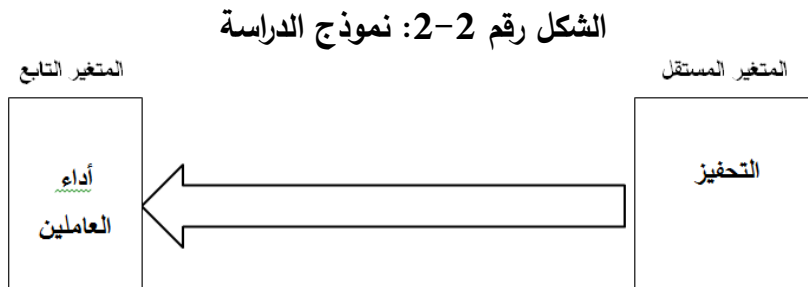 الشكل رقم 2-2: نموذج الدراسة
المتغير المستقل
المتغير التابع
التحفيز
أداء
العاملين